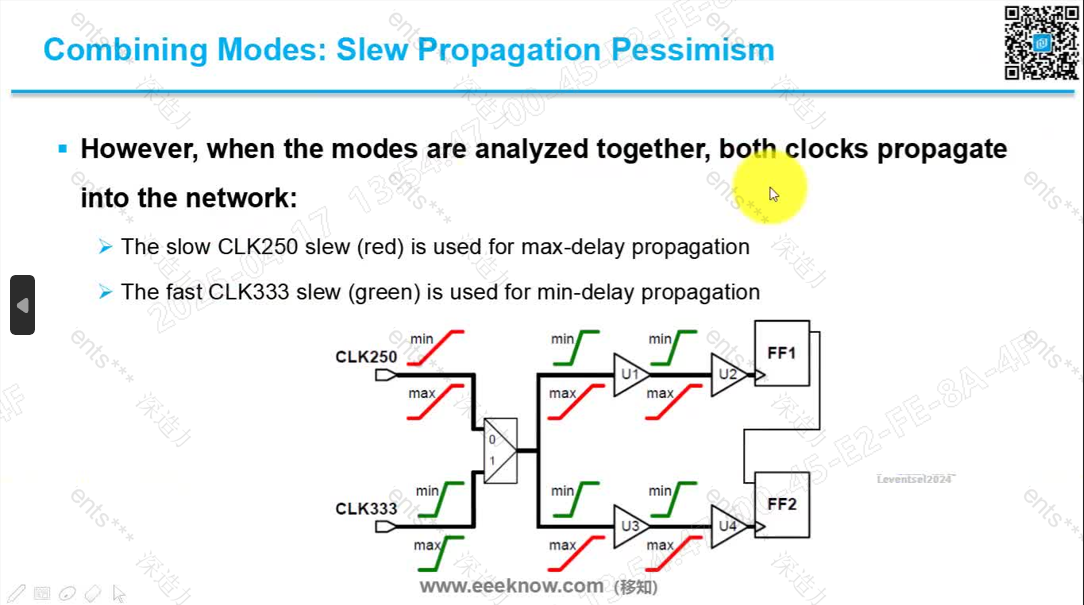 Combining Modes: Slew Propagation Pessimism
However, when the modes are analyzed together, both clocks propagate
into the network:
The slow CLK250 slew (red) is used for max-delay propagation
The fast CLK333 slew (green) is used for min-delay propagation
min
min
min
CLK250
FF1
U1
U2
max
max
max
0
1
min
min
min
CLK333
FF2
U3
U4
max
max
max
Leventsel2024
www.eeeknow.com (移知)